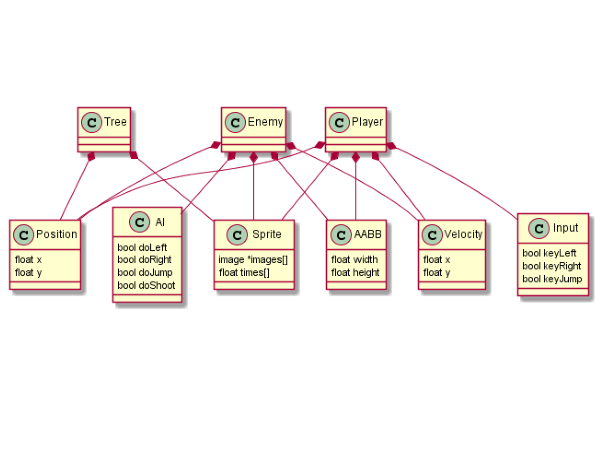 C Tree
C Enemy
C Player
C Position
float x
float y
C AI
bool doLeft
bool doRight
bool doJump
bool doShoot
C Sprite
image *images[]
float times[]
C AABB
float width
float height
C Velocity
float x
float y
C Input
bool keyLeft
bool keyRight
bool keyJump